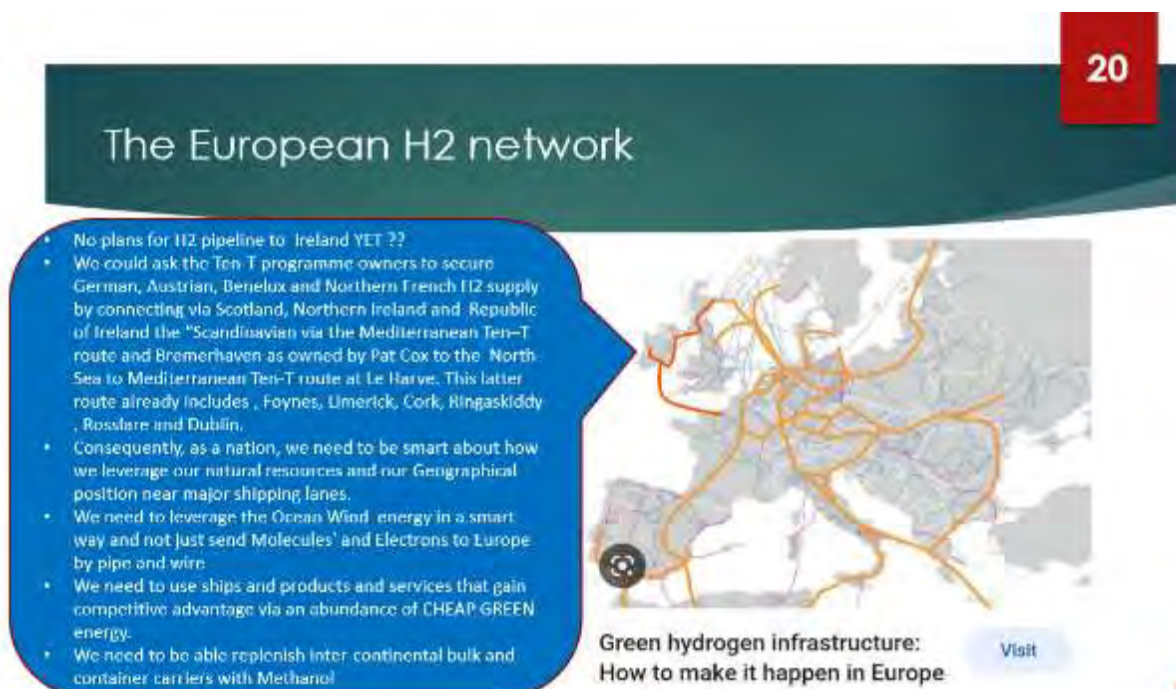 20
The European H2 network
• No plans for H2 pipeline to Ireland YET ??
• We could ask the Ten-T programme owners to secure
German, Austrian, Benelux and Northern French H2 supply
by connecting via Scotland, Northern Ireland and Republic
of Ireland the "Scandinavian via the Mediterranean Ten–T
route and Bremerhaven as owned by Pat Cox to the North
Sea to Mediterranean Ten-T route at Le Harve. This latter
route already includes , Foynes, Limerick, Cork, Ringaskiddy
, Rosslare and Dublin.
• Consequently, as a nation, we need to be smart about how
we leverage our natural resources and our Geographical
position near major shipping lanes.
• We need to leverage the Ocean Wind energy in a smart
way and not just send Molecules' and Electrons to Europe
by pipe and wire
• We need to use ships and products and services that gain
competitive advantage via an abundance of CHEAP GREEN
energy.
• We need to be able replenish inter continental bulk and
container carriers with Methanol
Green hydrogen infrastructure:
How to make it happen in Europe
Visit